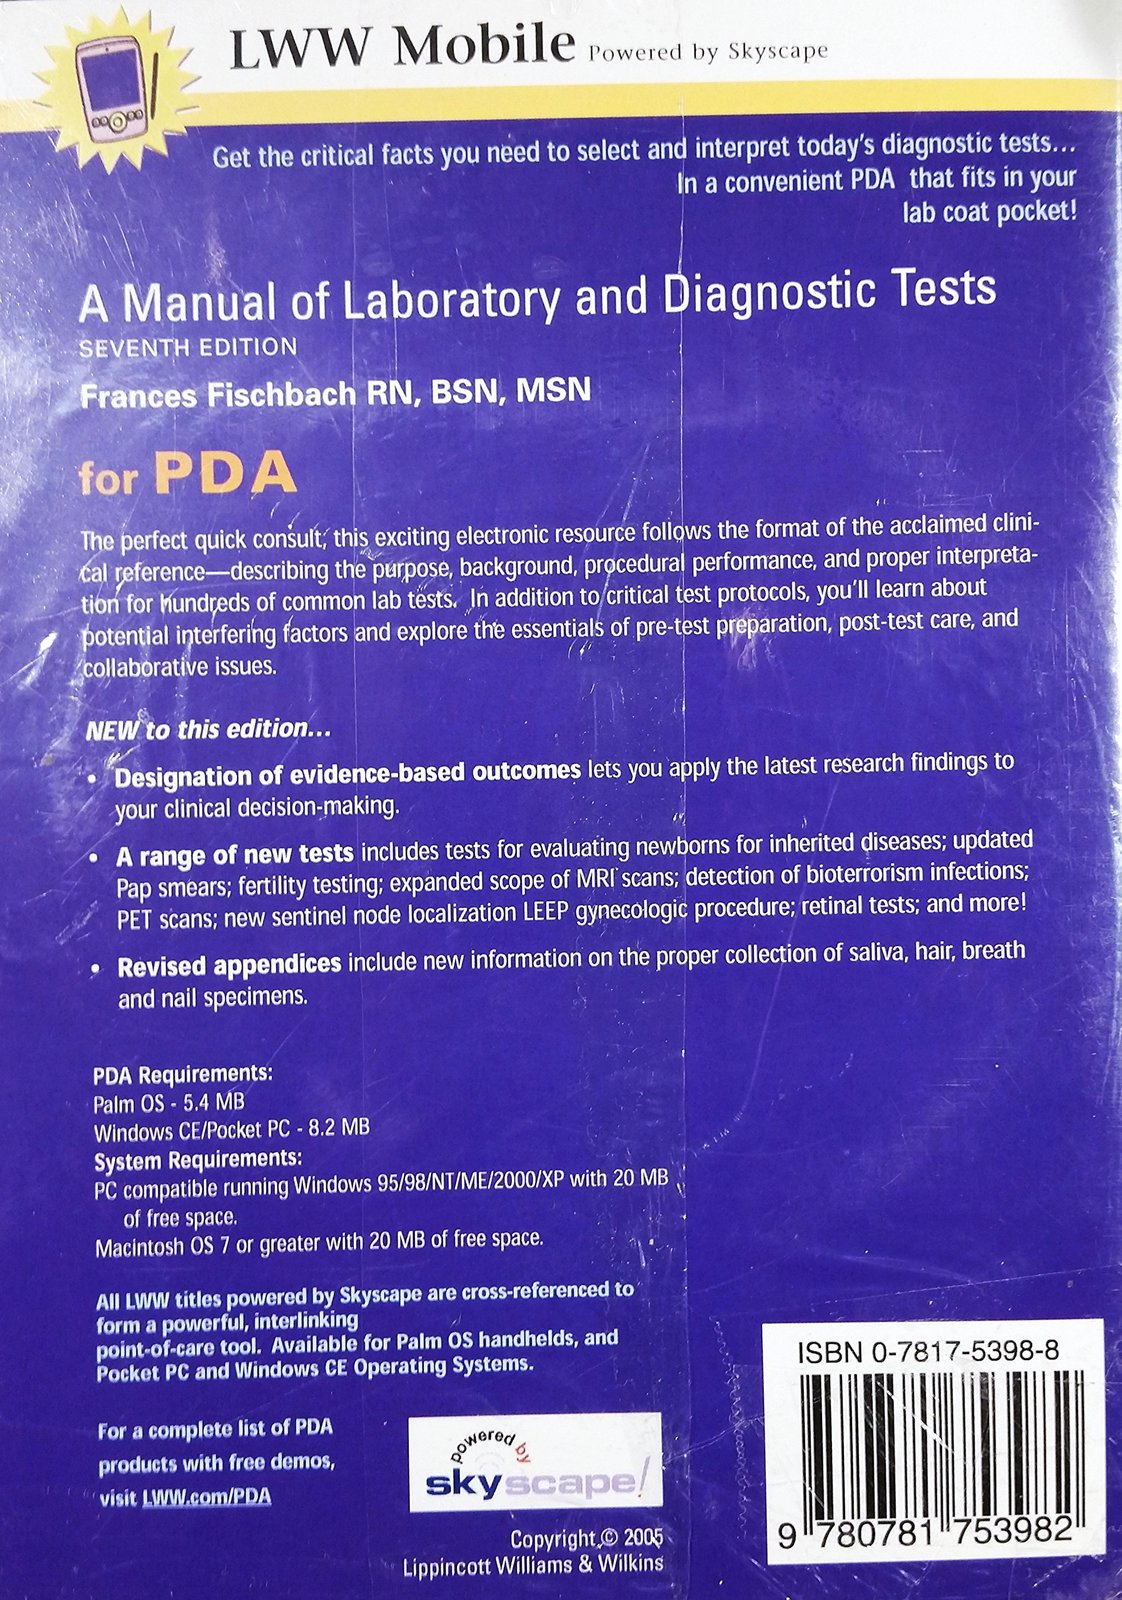 LWW Mobile Powered by Skyscape
Get the critical facts you need to select and interpret today's diagnostic tests...
In a convenient PDA that fits in your
lab coat pocket!
A Manual of Laboratory and Diagnostic Tests
SEVENTH EDITION
Frances Fischbach RN, BSN, MSN
for PDA
The perfect quick consult, this exciting electronic resource follows the format of the acclaimed clini-
cal reference—describing the purpose, background, procedural performance, and proper interpreta-
tion for hundreds of common lab tests. In addition to critical test protocols, you'll learn about
potential interfering factors and explore the essentials of pre-test preparation, post-test care, and
collaborative issues.
NEW to this edition...
• Designation of evidence-based outcomes lets you apply the latest research findings to
your clinical decision-making.
• A range of new tests includes tests for evaluating newborns for inherited diseases; updated
Pap smears; fertility testing; expanded scope of MRI scans; detection of bioterrorism infections;
PET scans; new sentinel node localization LEEP gynecologic procedure; retinal tests; and more!
• Revised appendices include new information on the proper collection of saliva, hair, breath
and nail specimens.
PDA Requirements:
Palm OS - 5.4 MB
Windows CE/Pocket PC - 8.2 MB
System Requirements:
PC compatible running Windows 95/98/NT/ME/2000/XP with 20 MB
of free space.
Macintosh OS 7 or greater with 20 MB of free space.
All LWW titles powered by Skyscape are cross-referenced to
form a powerful, interlinking
point-of-care tool. Available for Palm OS handhelds, and
Pocket PC and Windows CE Operating Systems.
For a complete list of PDA
products with free demos,
visit LWW.com/PDA
powered by
skyscape!
Copyright © 2005
Lippincott Williams & Wilkins
ISBN 0-7817-5398-8
9 780781 753982